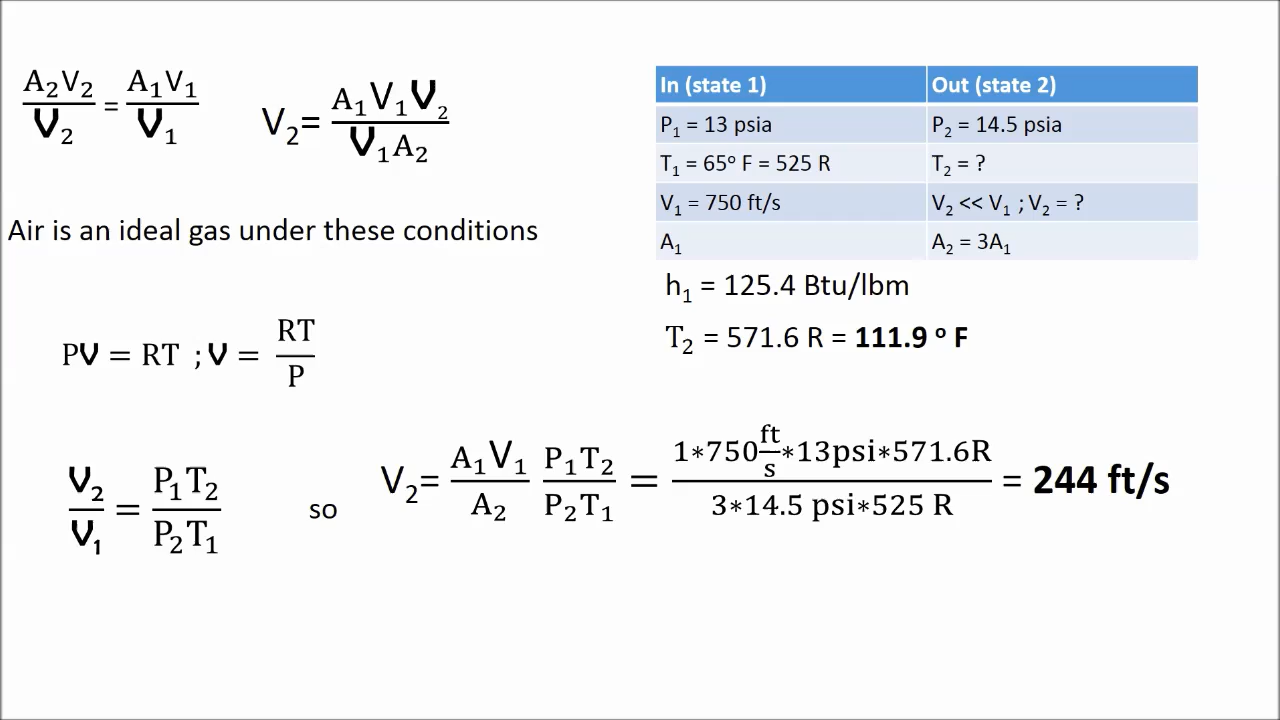 A₂V₂/V₂ = A₁V₁/V₁
V₂= A₁V₁V₂/V₁A₂
In (state 1) Out (state 2)
P₁ = 13 psia P₂ = 14.5 psia
T₁ = 65º F = 525 R T₂ = ?
V₁ = 750 ft/s V₂ << V₁ ; V₂ = ?
A₁ A₂ = 3A₁
Air is an ideal gas under these conditions
h₁ = 125.4 Btu/lbm
T₂ = 571.6 R = 111.9 º F
PV = RT ; V = RT/P
V₂/V₁ = P₁T₂/P₂T₁ so V₂= A₁V₁/A₂ P₁T₂/P₂T₁ = 1*750ft/s*13psi*571.6R/3*14.5 psi*525 R = 244 ft/s